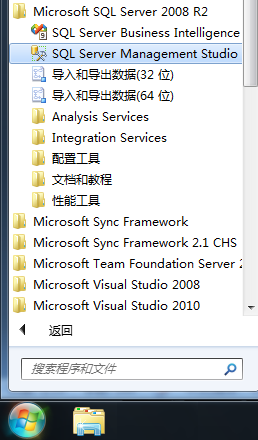 Microsoft SQL Server 2008 R2
SQL Server Business Intelligence
SQL Server Management Studio
导入和导出数据(32 位)
导入和导出数据(64 位)
Analysis Services
Integration Services
配置工具
文档和教程
性能工具
Microsoft Sync Framework
Microsoft Sync Framework 2.1 CHS
Microsoft Team Foundation Server 2
Microsoft Visual Studio 2008
Microsoft Visual Studio 2010
返回
搜索程序和文件